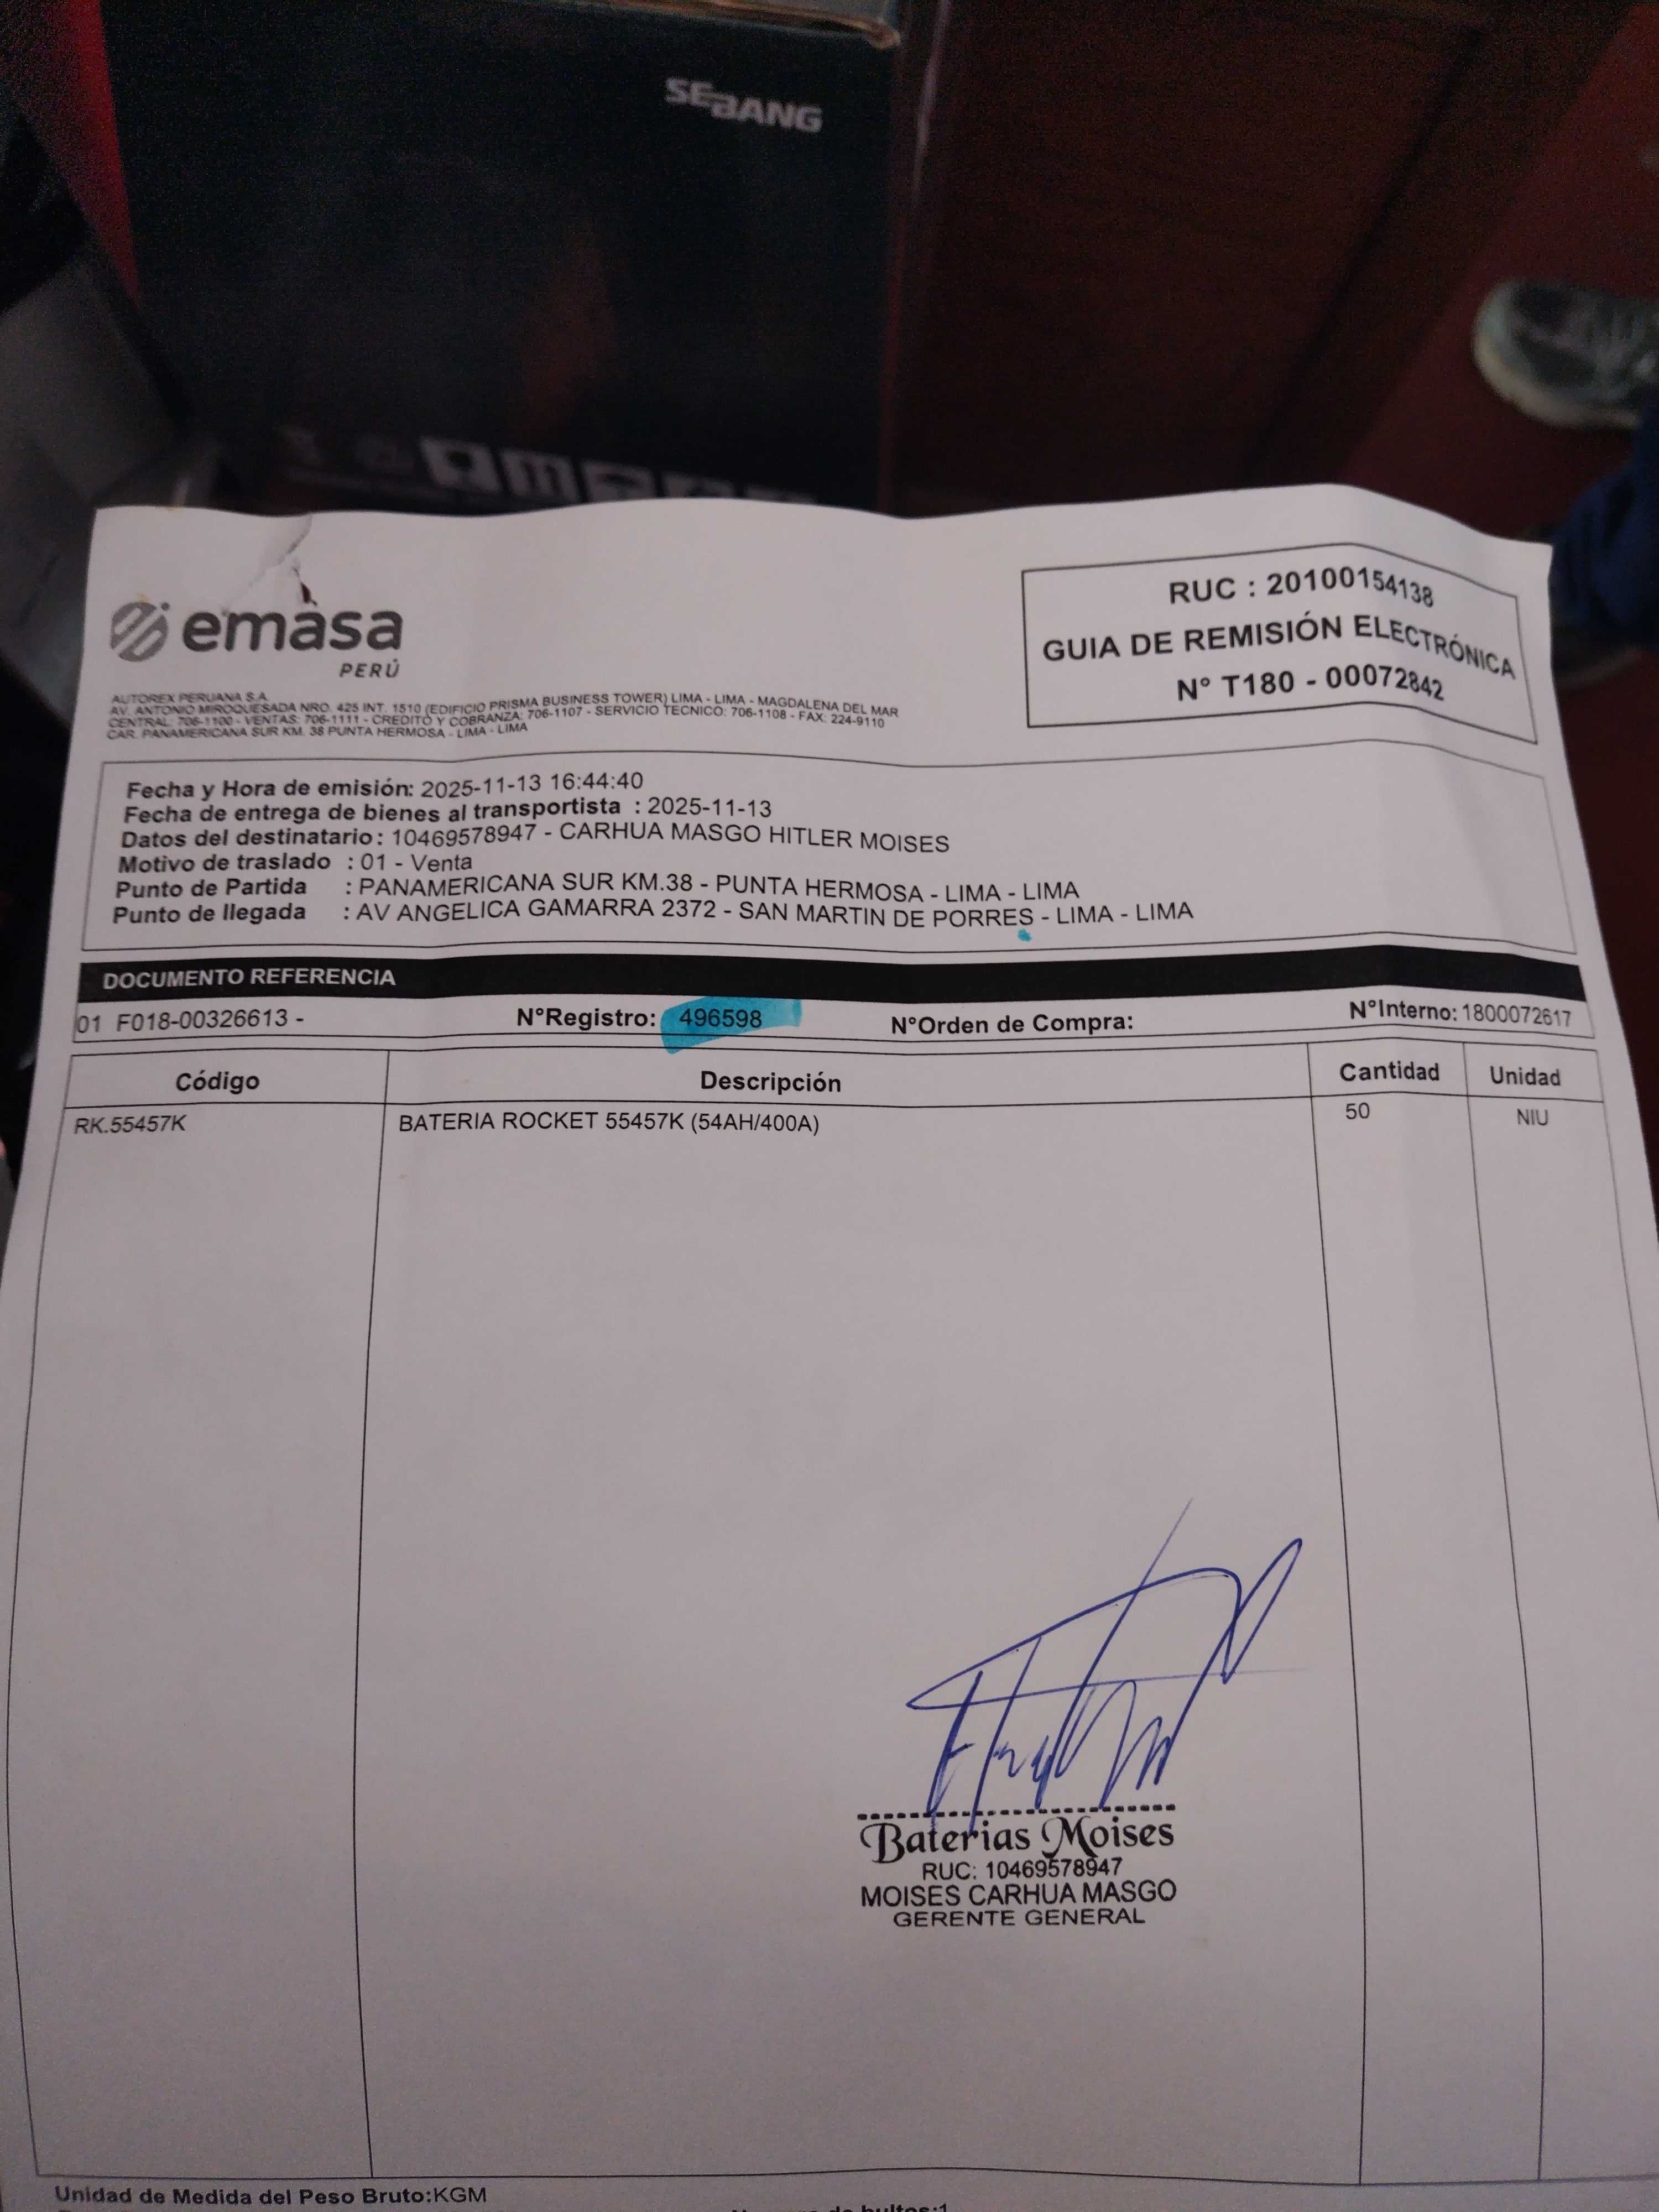 SEBANG
emasa
PERÚ
RUC : 20100154138
GUIA DE REMISIÓN ELECTRÓNICA
N° T180 - 00072842
AUTOREX PERUANA S.A.
AV. ANTONIO MIROQUESADA NRO. 425 INT. 1510 (EDIFICIO PRISMA BUSINESS TOWER) LIMA - LIMA - MAGDALENA DEL MAR
CENTRAL: 706-1100 - VENTAS: 706-1111 - CREDITO Y COBRANZA: 706-1107 - SERVICIO TECNICO: 706-1108 - FAX: 224-9110
CAR. PANAMERICANA SUR KM. 38 PUNTA HERMOSA - LIMA - LIMA
Fecha y Hora de emisión: 2025-11-13 16:44:40
Fecha de entrega de bienes al transportista : 2025-11-13
Datos del destinatario : 10469578947 - CARHUA MASGO HITLER MOISES
Motivo de traslado : 01 - Venta
Punto de Partida : PANAMERICANA SUR KM.38 - PUNTA HERMOSA - LIMA - LIMA
Punto de llegada : AV ANGELICA GAMARRA 2372 - SAN MARTIN DE PORRES - LIMA - LIMA
DOCUMENTO REFERENCIA
01 F018-00326613 - N°Registro: 496598 N°Orden de Compra: N°Interno: 1800072617
Código Descripción Cantidad Unidad
RK.55457K BATERIA ROCKET 55457K (54AH/400A) 50 NIU
Baterias Moises
RUC: 10469578947
MOISES CARHUA MASGO
GERENTE GENERAL
Unidad de Medida del Peso Bruto:KGM
de bultos:1